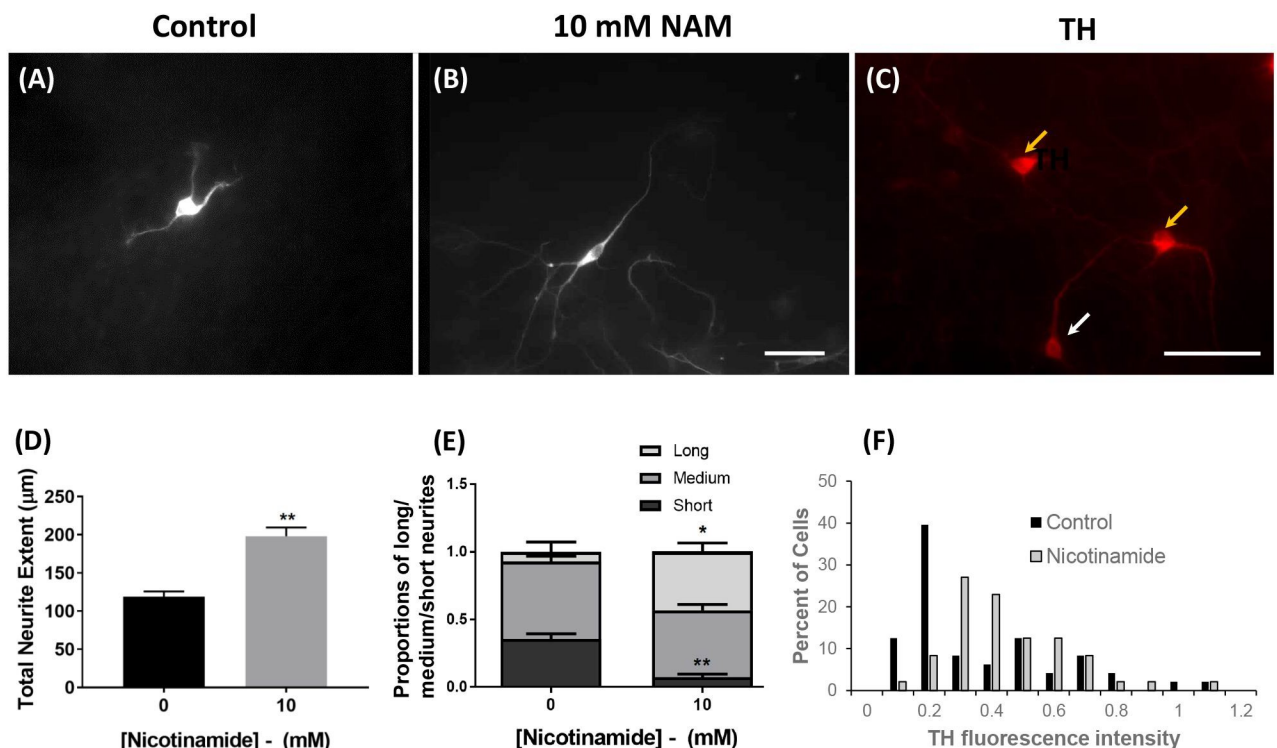 Control
10 mM NAM
TH
(A)
(B)
(C)
TH
(D)
Total Neurite Extent (µm)
250
200
150
100
50
0
**
0
10
[Nicotinamide] - (mM)
(E)
Proportions of long/
medium/short neurites
Long
Medium
Short
1.5
1.0
0.5
0.0
*
**
0
10
[Nicotinamide] - (mM)
(F)
Percent of Cells
50
40
30
20
10
0
Control
Nicotinamide
0 0.2 0.4 0.6 0.8 1 1.2
TH fluorescence intensity